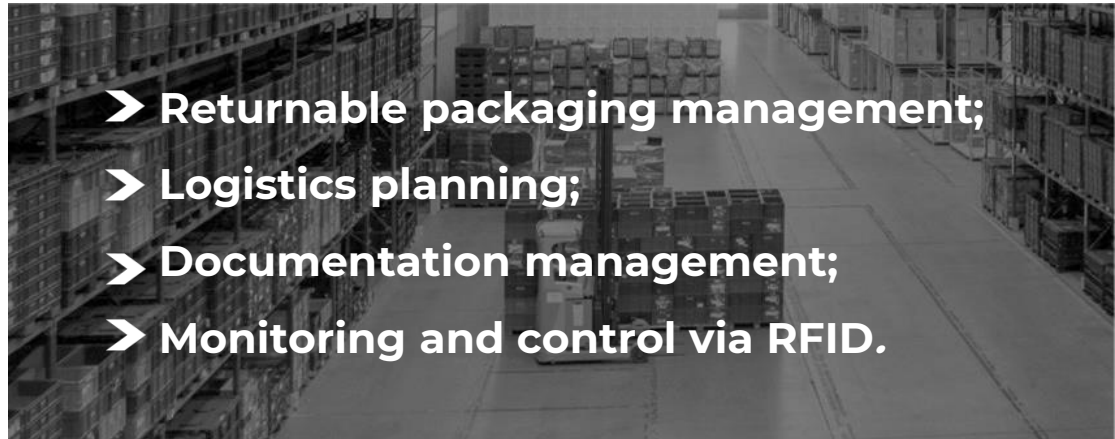 Returnable packaging management;
Logistics planning;
Documentation management;
Monitoring and control via RFID.